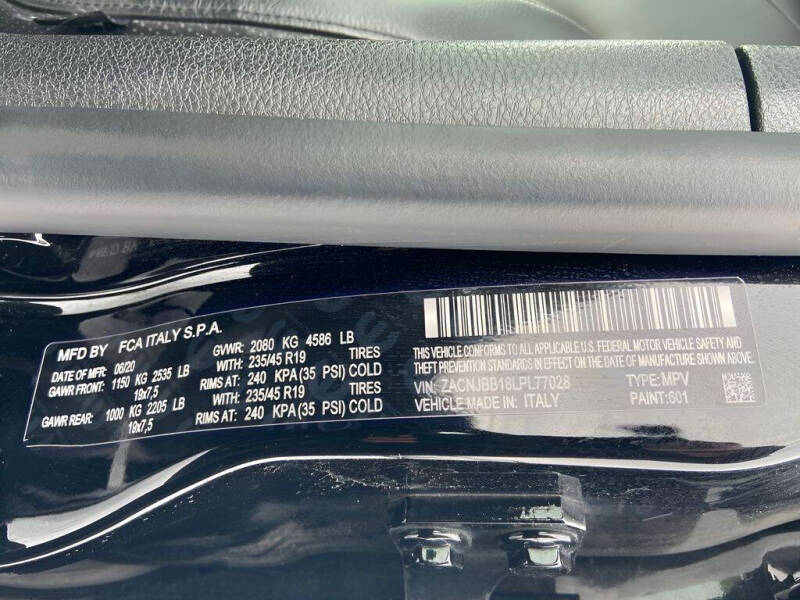 MFD BY FCA ITALY S.P.A.
DATE OF MFR: 06/20 GVWR: 2080 KG 4586 LB
GAWR FRONT: 1150 KG 2535 LB WITH: 235/45 R19 TIRES
19x7,5 RIMS AT: 240 KPA (35 PSI) COLD
GAWR REAR: 1000 KG 2205 LB WITH: 235/45 R19 TIRES
19x7,5 RIMS AT: 240 KPA (35 PSI) COLD
THIS VEHICLE CONFORMS TO ALL APPLICABLE U.S. FEDERAL MOTOR VEHICLE SAFETY AND
THEFT PREVENTION STANDARDS IN EFFECT ON THE DATE OF MANUFACTURE SHOWN ABOVE.
VIN: ZACNJBB18LPL77028 TYPE: MPV
VEHICLE MADE IN: ITALY PAINT: 601